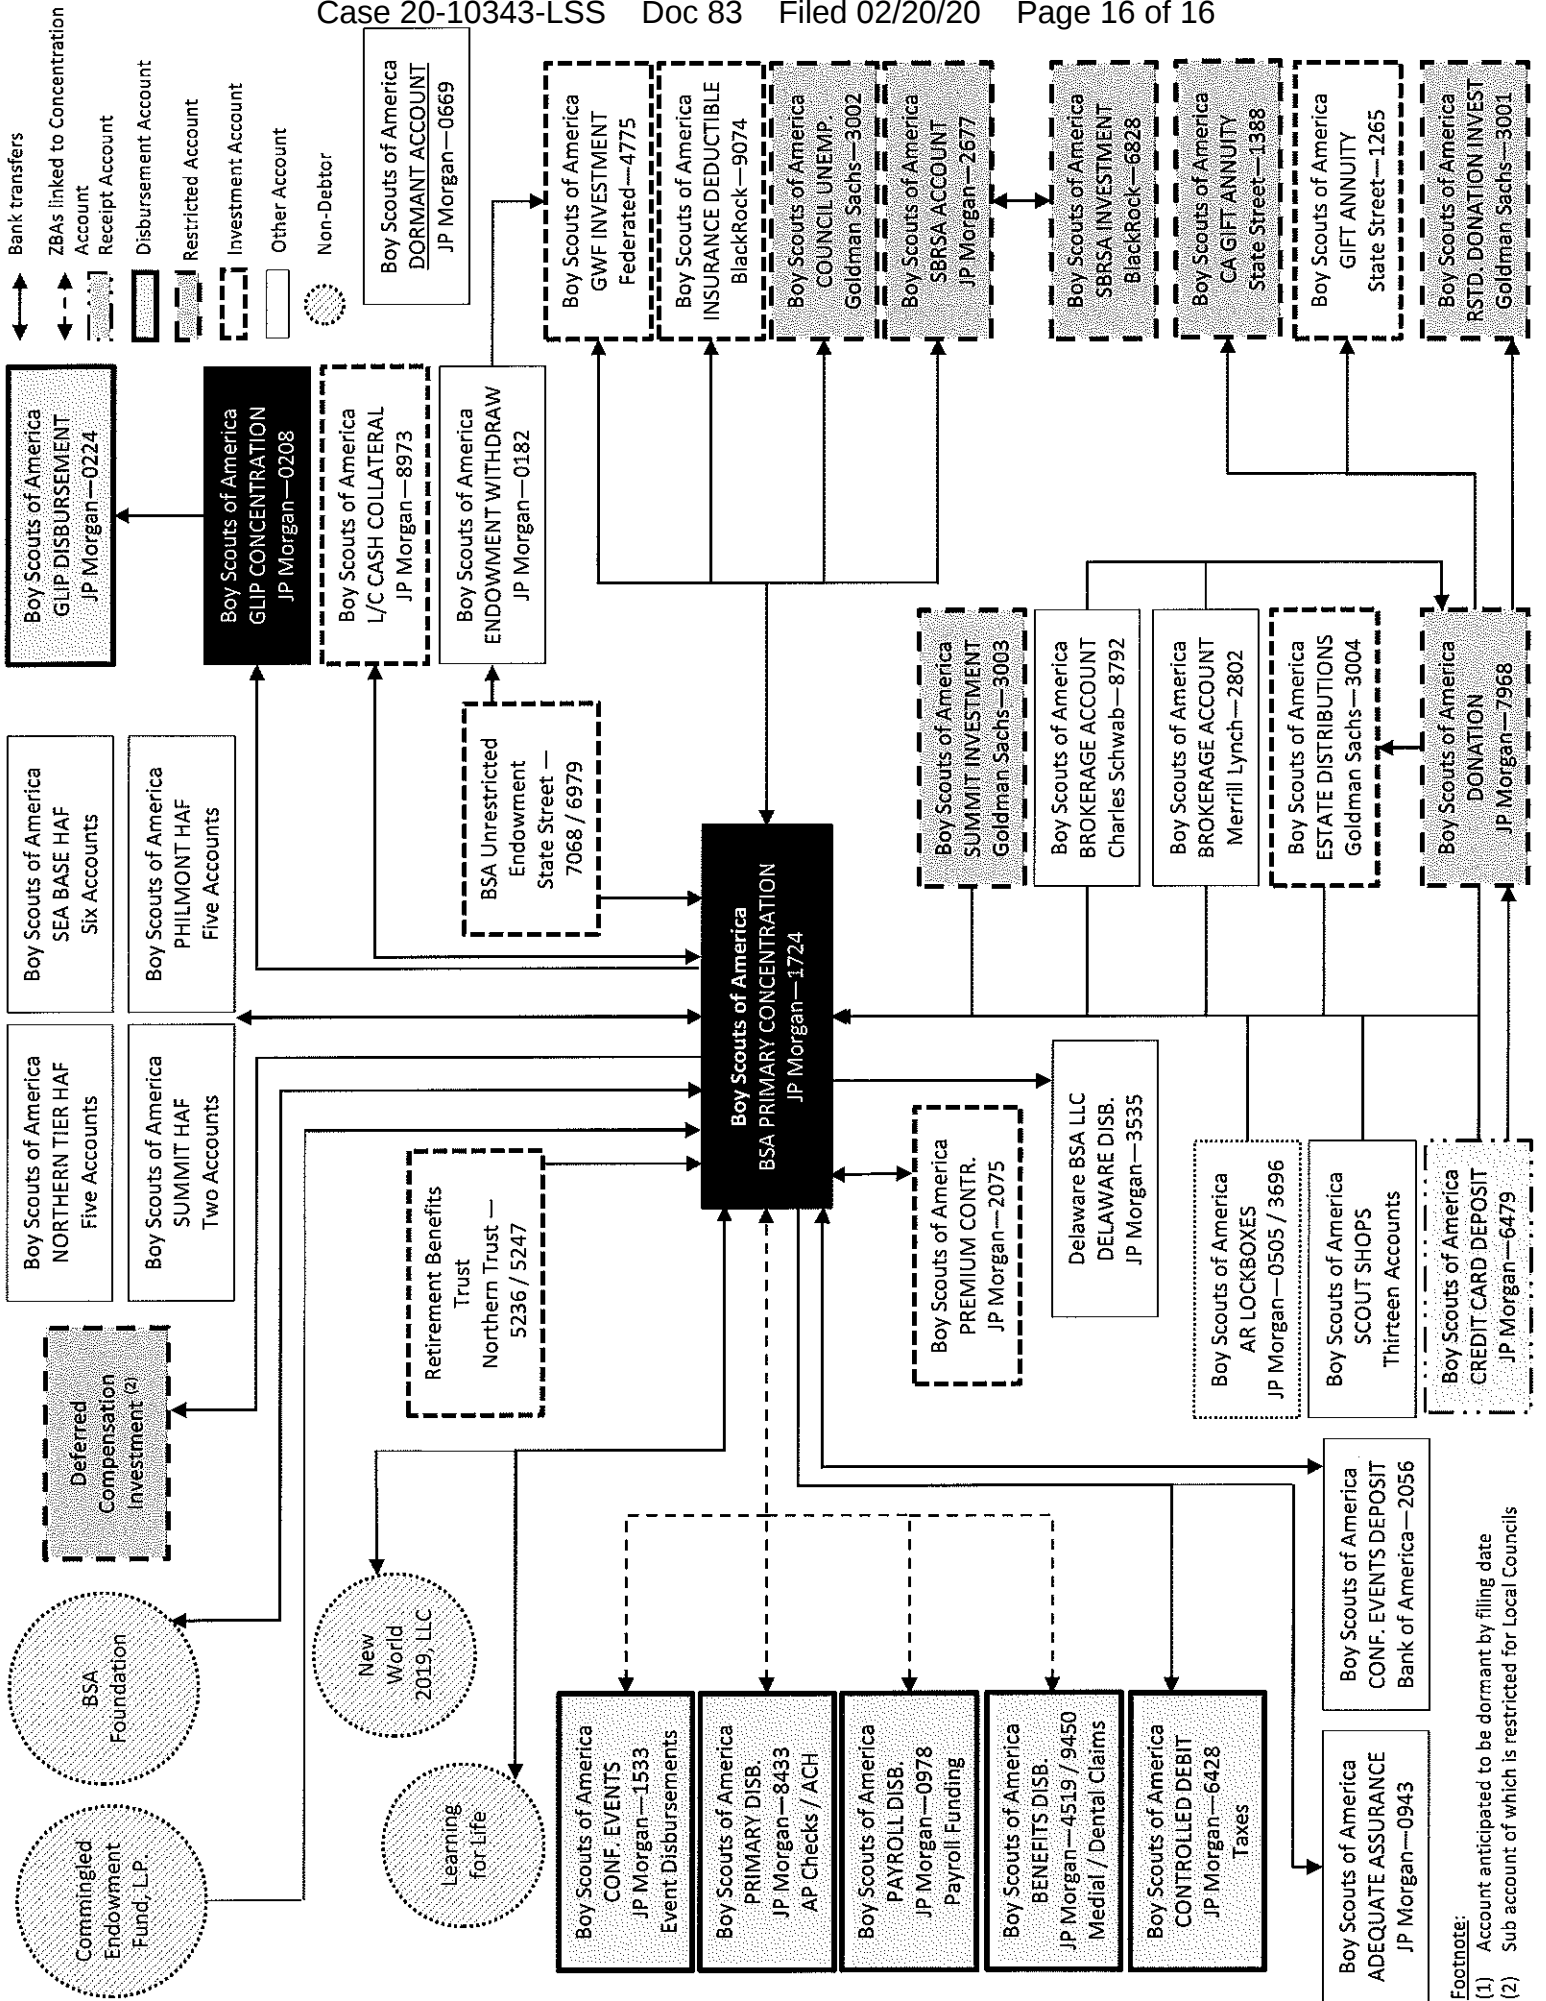 Case 20-10343-LSS Doc 83 Filed 02/20/20 Page 16 of 16
Commingled
Endowment
Fund, L.P.
BSA
Foundation
Deferred
Compensation
Investment (2)
Boy Scouts of America
NORTHERN TIER HAF
Five Accounts
Boy Scouts of America
SEA BASE HAF
Six Accounts
Boy Scouts of America
SUMMIT HAF
Two Accounts
Boy Scouts of America
PHILMONT HAF
Five Accounts
Boy Scouts of America
GLIP DISBURSEMENT
JP Morgan—0224
Boy Scouts of America
GLIP CONCENTRATION
JP Morgan—0208
Boy Scouts of America
L/C CASH COLLATERAL
JP Morgan—8973
Boy Scouts of America
ENDOWMENT WITHDRAW
JP Morgan—0182
Bank transfers
ZBAs linked to Concentration
Account
Receipt Account
Disbursement Account
Restricted Account
Investment Account
Other Account
Non-Debtor
Boy Scouts of America
DORMANT ACCOUNT
JP Morgan—0669
Learning
for Life
New
World
2019, LLC
Retirement Benefits
Trust
Northern Trust —
5236 / 5247
BSA Unrestricted
Endowment
State Street —
7068 / 6979
Boy Scouts of America
GWF INVESTMENT
Federated—4775
Boy Scouts of America
INSURANCE DEDUCTIBLE
BlackRock—9074
Boy Scouts of America
COUNCIL UNEMP.
Goldman Sachs—3002
Boy Scouts of America
SBRSA ACCOUNT
JP Morgan—2677
Boy Scouts of America
SBRSA INVESTMENT
BlackRock—6828
Boy Scouts of America
CA GIFT ANNUITY
State Street—1388
Boy Scouts of America
GIFT ANNUITY
State Street—1265
Boy Scouts of America
RSTD. DONATION INVEST
Goldman Sachs—3001
Boy Scouts of America
CONF. EVENTS
JP Morgan—1533
Event Disbursements
Boy Scouts of America
PRIMARY DISB.
JP Morgan—8433
AP Checks / ACH
Boy Scouts of America
PAYROLL DISB.
JP Morgan—0978
Payroll Funding
Boy Scouts of America
BENEFITS DISB.
JP Morgan—4519 / 9450
Medial / Dental Claims
Boy Scouts of America
CONTROLLED DEBIT
JP Morgan—6428
Taxes
Boy Scouts of America
BSA PRIMARY CONCENTRATION
JP Morgan—1724
Boy Scouts of America
PREMIUM CONTR.
JP Morgan—2075
Delaware BSA LLC
DELAWARE DISB.
JP Morgan—3535
Boy Scouts of America
SUMMIT INVESTMENT
Goldman Sachs—3003
Boy Scouts of America
BROKERAGE ACCOUNT
Charles Schwab—8792
Boy Scouts of America
BROKERAGE ACCOUNT
Merrill Lynch—2802
Boy Scouts of America
ESTATE DISTRIBUTIONS
Goldman Sachs—3004
Boy Scouts of America
DONATION
JP Morgan—7968
Boy Scouts of America
AR LOCKBOXES
JP Morgan—0505 / 3696
Boy Scouts of America
SCOUT SHOPS
Thirteen Accounts
Boy Scouts of America
CREDIT CARD DEPOSIT
JP Morgan—6479
Boy Scouts of America
ADEQUATE ASSURANCE
JP Morgan—0943
Boy Scouts of America
CONF. EVENTS DEPOSIT
Bank of America—2056
Footnote:
(1) Account anticipated to be dormant by filing date
(2) Sub account of which is restricted for Local Councils